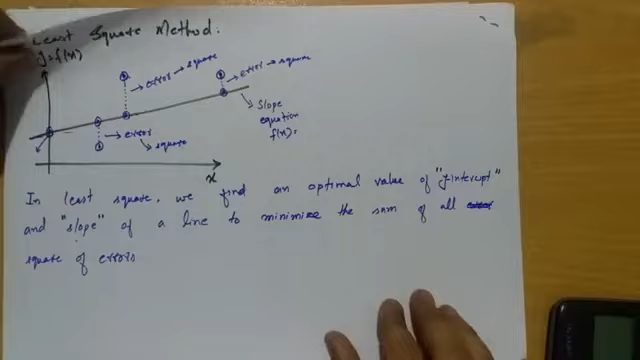 Least Square Method.
y=f(x)
error → square
error → square
error
square
Slope
equation
f(x).
x
In least square, we find an optimal value of "y-intercept"
and "slope" of a line to minimize the sum of all
square of errors